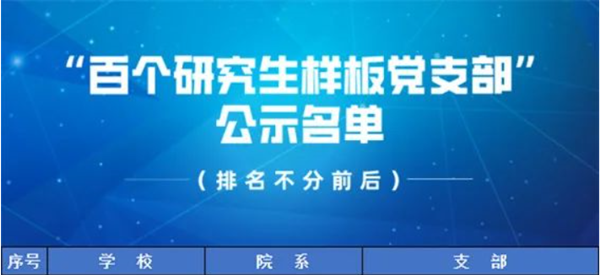 “百个研究生样板党支部”
公示名单
（排名不分前后）
序号 学校 院系 支部